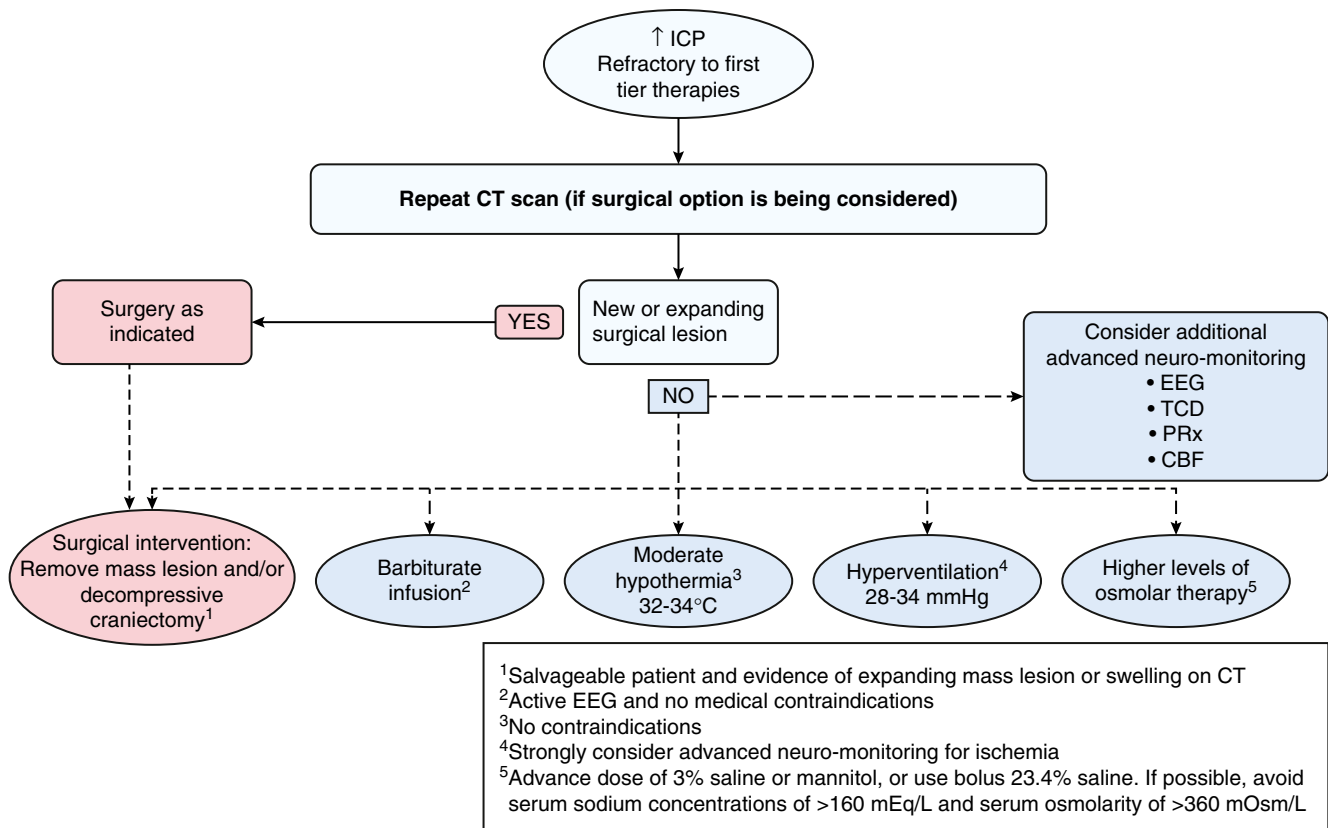 ↑ ICP
Refractory to first
tier therapies
Repeat CT scan (if surgical option is being considered)
Surgery as
indicated
YES
New or expanding
surgical lesion
Consider additional
advanced neuro-monitoring
• EEG
• TCD
• PRx
• CBF
NO
Surgical intervention:
Remove mass lesion and/or
decompressive
craniectomy¹
Barbiturate
infusion²
Moderate
hypothermia³
32-34°C
Hyperventilation⁴
28-34 mmHg
Higher levels of
osmolar therapy⁵
¹Salvageable patient and evidence of expanding mass lesion or swelling on CT
²Active EEG and no medical contraindications
³No contraindications
⁴Strongly consider advanced neuro-monitoring for ischemia
⁵Advance dose of 3% saline or mannitol, or use bolus 23.4% saline. If possible, avoid
serum sodium concentrations of >160 mEq/L and serum osmolarity of >360 mOsm/L